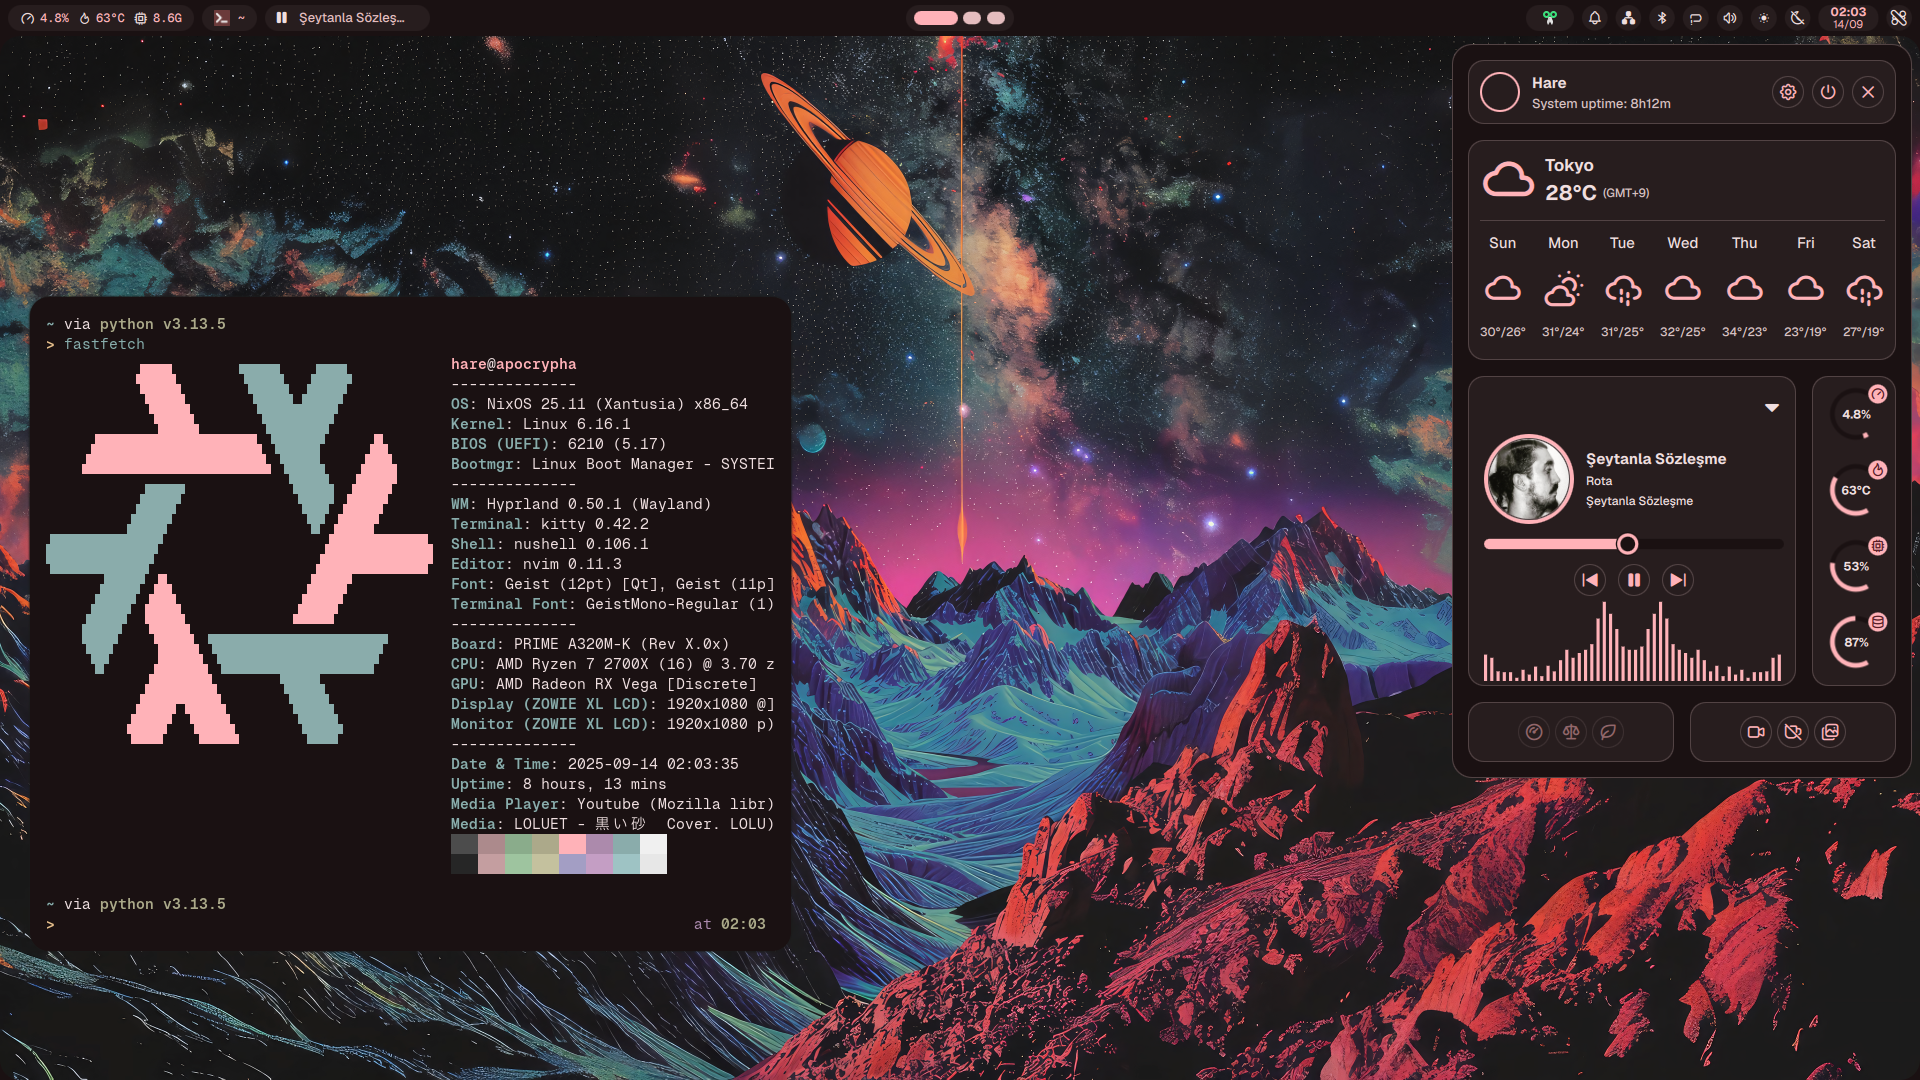 4.8% 63°C 8.6G ~ Şeytanla Sözleş...
02:03
14/09
~ via python v3.13.5
> fastfetch
hare@apocrypha
--------------
OS: NixOS 25.11 (Xantusia) x86_64
Kernel: Linux 6.16.1
BIOS (UEFI): 6210 (5.17)
Bootmgr: Linux Boot Manager - SYSTEI
--------------
WM: Hyprland 0.50.1 (Wayland)
Terminal: kitty 0.42.2
Shell: nushell 0.106.1
Editor: nvim 0.11.3
Font: Geist (12pt) [Qt], Geist (11p]
Terminal Font: GeistMono-Regular (1)
--------------
Board: PRIME A320M-K (Rev X.0x)
CPU: AMD Ryzen 7 2700X (16) @ 3.70 z
GPU: AMD Radeon RX Vega [Discrete]
Display (ZOWIE XL LCD): 1920x1080 @]
Monitor (ZOWIE XL LCD): 1920x1080 p)
--------------
Date & Time: 2025-09-14 02:03:35
Uptime: 8 hours, 13 mins
Media Player: Youtube (Mozilla libr)
Media: LOLUET - 黒い砂 Cover. LOLU)
~ via python v3.13.5
> at 02:03
Hare
System uptime: 8h12m
Tokyo
28°C (GMT+9)
Sun Mon Tue Wed Thu Fri Sat
30°/26° 31°/24° 31°/25° 32°/25° 34°/23° 23°/19° 27°/19°
Şeytanla Sözleşme
Rota
Şeytanla Sözleşme
4.8%
63°C
53%
87%